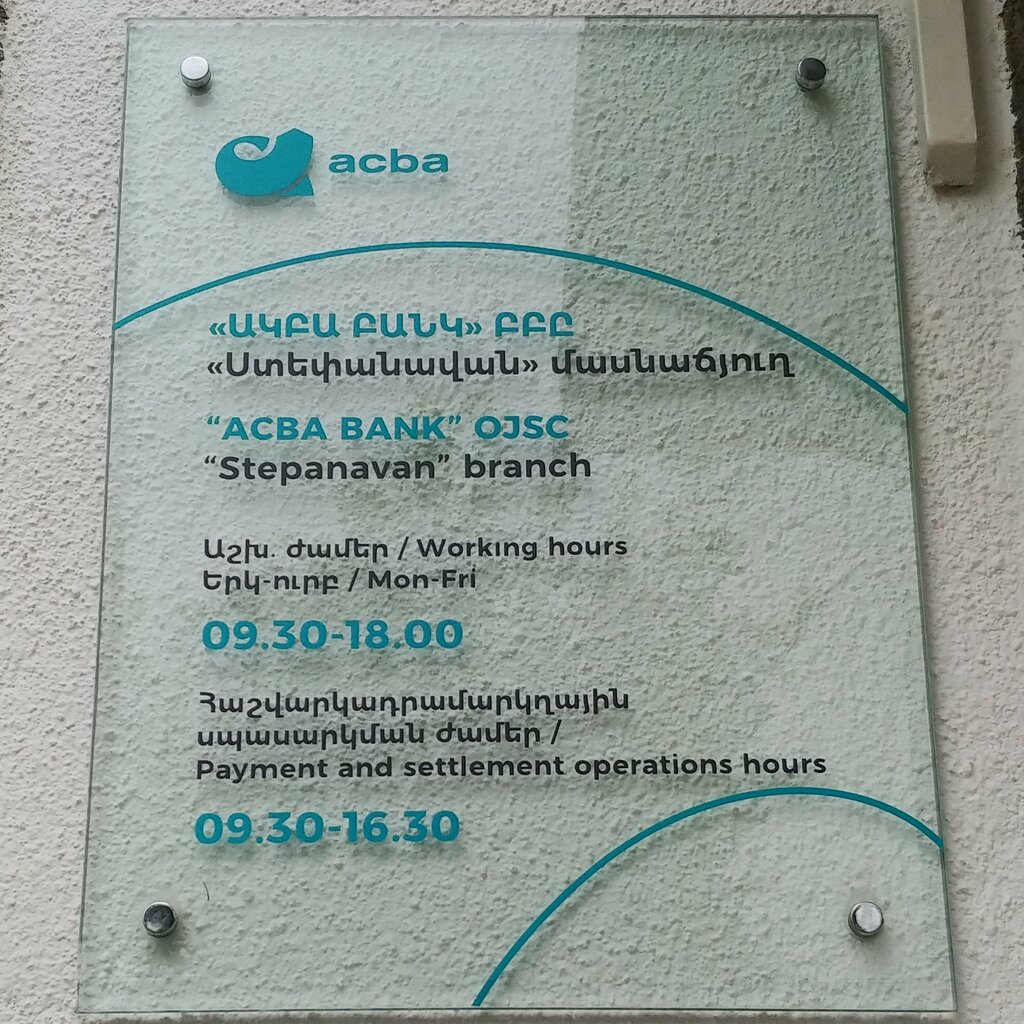 acba
«ԱԿԲԱ ԲԱՆԿ» ԲԲԸ
«Ստեփանավան» մասնաճյուղ
“ACBA BANK” OJSC
“Stepanavan” branch
Աշխ. ժամեր / Working hours
Երկ-ուրբ / Mon-Fri
09.30-18.00
Հաշվարկադրամարկղային
սպասարկման ժամեր /
Payment and settlement operations hours
09.30-16.30